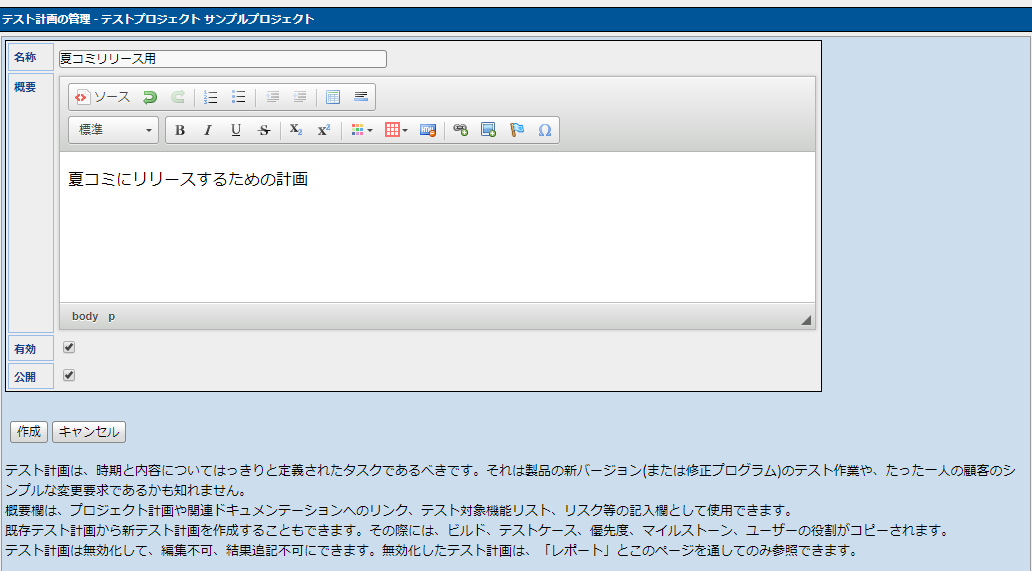 テスト計画の管理 - テストプロジェクト サンプルプロジェクト
名称
夏コミリリース用
概要
ソース
標準
B I U S X₂ x² HTML Ω
夏コミにリリースするための計画
body p
有効
公開
作成 キャンセル
テスト計画は、時期と内容についてはっきりと定義されたタスクであるべきです。それは製品の新バージョン(または修正プログラム)のテスト作業や、たった一人の顧客のシ
ンプルな変更要求であるかも知れません。
概要欄は、プロジェクト計画や関連ドキュメンテーションへのリンク、テスト対象機能リスト、リスク等の記入欄として使用できます。
既存テスト計画から新テスト計画を作成することもできます。その際には、ビルド、テストケース、優先度、マイルストーン、ユーザーの役割がコピーされます。
テスト計画は無効化して、編集不可、結果追記不可にできます。無効化したテスト計画は、「レポート」とこのページを通してのみ参照できます。